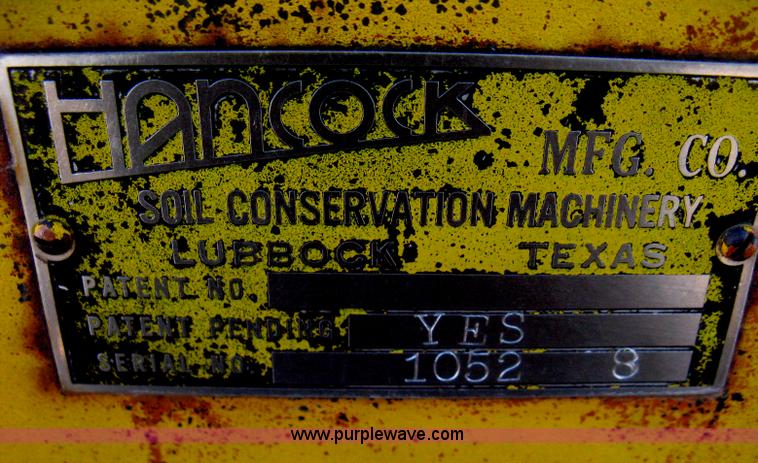 HANCOCK
MFG. CO.
SOIL CONSERVATION MACHINERY
LUBBOCK TEXAS
PATENT NO.
PATENT PENDING YES
SERIAL NO. 1052 8
www.purplewave.com